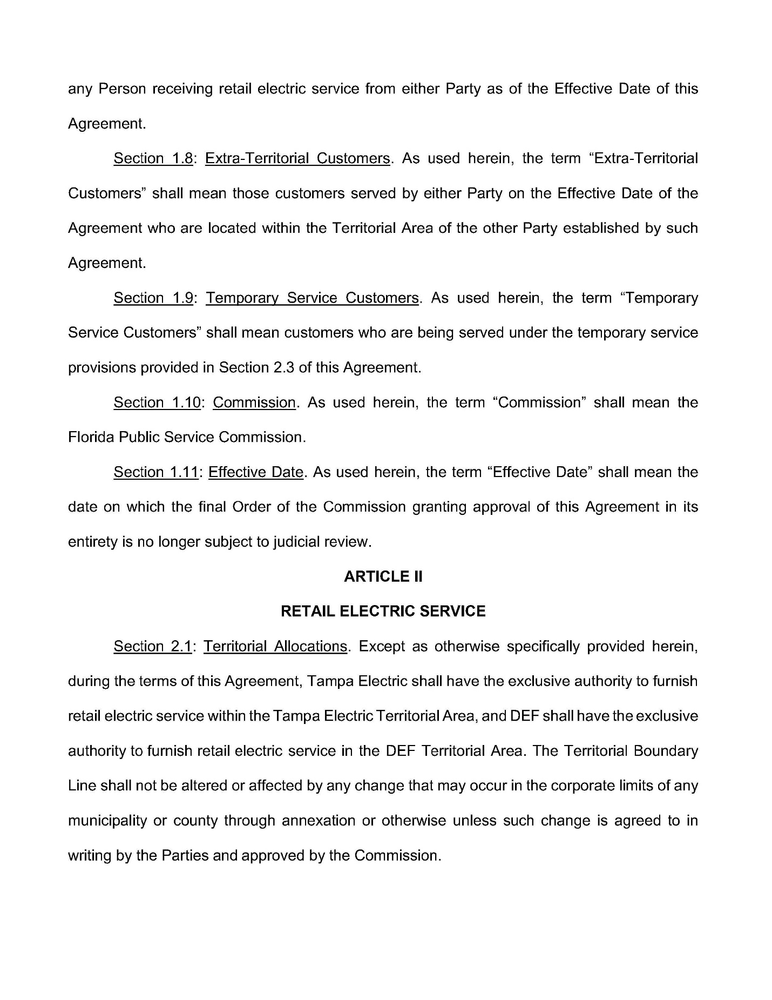 any Person receiving retail electric service from either Party as of the Effective Date of this
Agreement.
Section 1.8: Extra-Territorial Customers. As used herein, the term “Extra-Territorial
Customers” shall mean those customers served by either Party on the Effective Date of the
Agreement who are located within the Territorial Area of the other Party established by such
Agreement.
Section 1.9: Temporary Service Customers. As used herein, the term “Temporary
Service Customers” shall mean customers who are being served under the temporary service
provisions provided in Section 2.3 of this Agreement.
Section 1.10: Commission. As used herein, the term “Commission” shall mean the
Florida Public Service Commission.
Section 1.11: Effective Date. As used herein, the term “Effective Date” shall mean the
date on which the final Order of the Commission granting approval of this Agreement in its
entirety is no longer subject to judicial review.
ARTICLE II
RETAIL ELECTRIC SERVICE
Section 2.1: Territorial Allocations. Except as otherwise specifically provided herein,
during the terms of this Agreement, Tampa Electric shall have the exclusive authority to furnish
retail electric service within the Tampa Electric Territorial Area, and DEF shall have the exclusive
authority to furnish retail electric service in the DEF Territorial Area. The Territorial Boundary
Line shall not be altered or affected by any change that may occur in the corporate limits of any
municipality or county through annexation or otherwise unless such change is agreed to in
writing by the Parties and approved by the Commission.